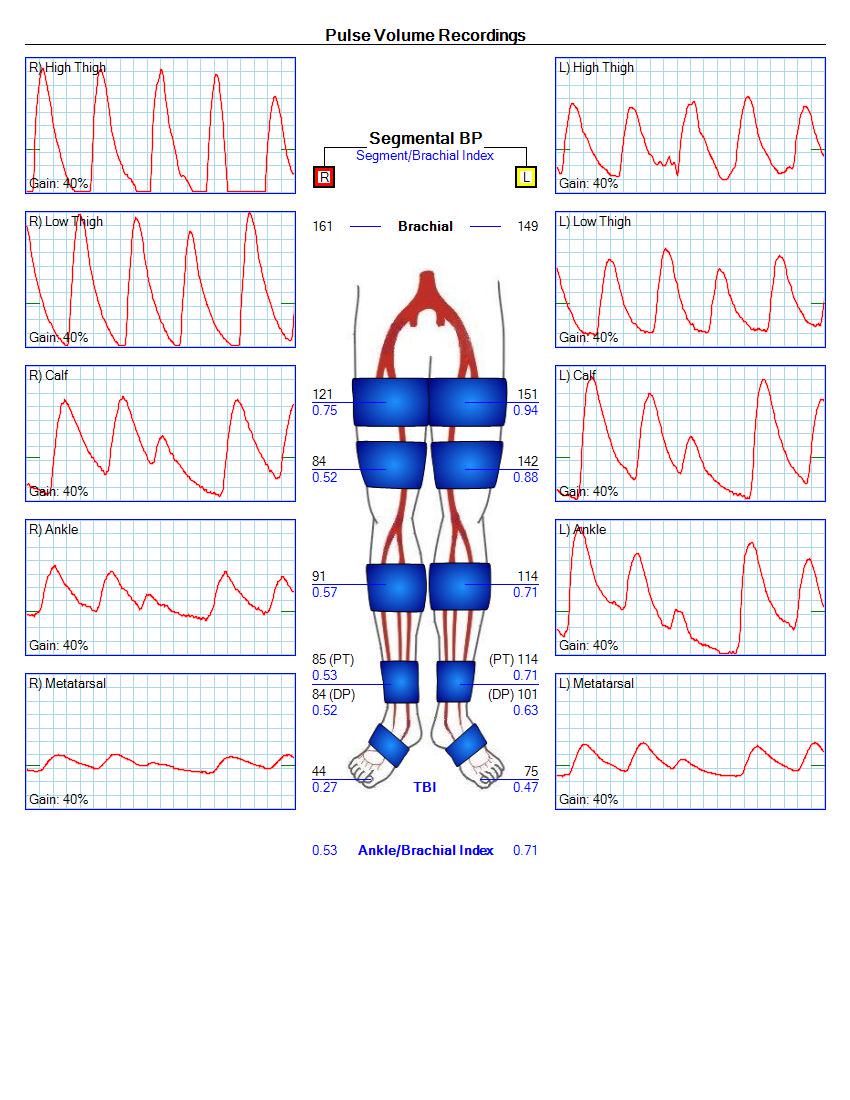 Pulse Volume Recordings
R) High Thigh
Gain: 40%
L) High Thigh
Gain: 40%
Segmental BP
Segment/Brachial Index
R
L
161 Brachial 149
R) Low Thigh
Gain: 40%
L) Low Thigh
Gain: 40%
R) Calf
Gain: 40%
L) Calf
Gain: 40%
121 151
0.75 0.94
84 142
0.52 0.88
R) Ankle
Gain: 40%
L) Ankle
Gain: 40%
91 114
0.57 0.71
85 (PT) (PT) 114
0.53 0.71
84 (DP) (DP) 101
0.52 0.63
R) Metatarsal
Gain: 40%
L) Metatarsal
Gain: 40%
44 75
0.27 TBI 0.47
0.53 Ankle/Brachial Index 0.71